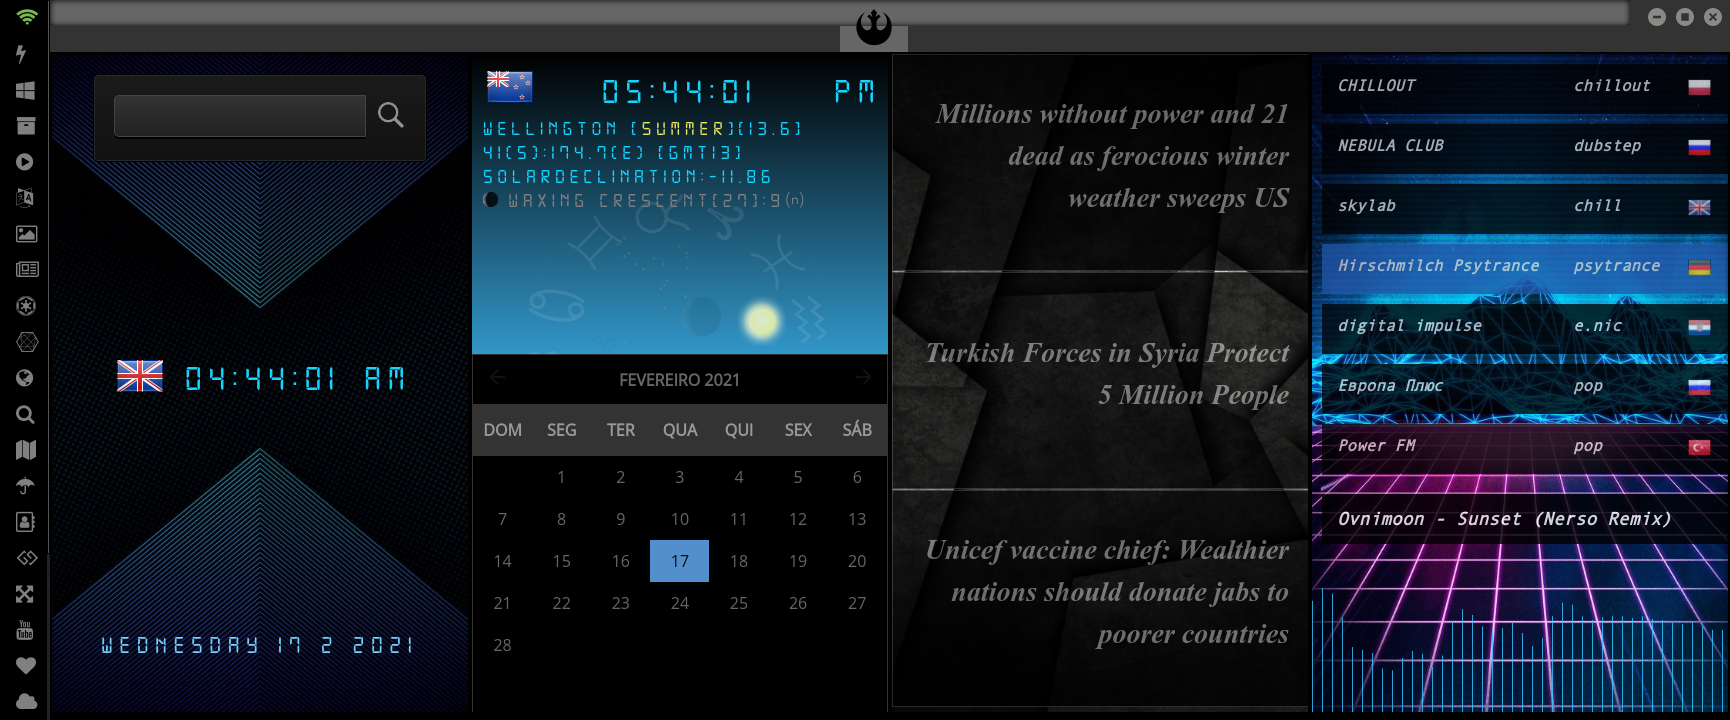 04:44:01 AM
WEDNESDAY 17 2 2021
05:44:01 PM
WELLINGTON [SUMMER][13.6]
41(S):174.7(E) [GMT13]
SOLARDECLINATION:-11.86
WAXING CRESCENT[27]:9(n)
FEVEREIRO 2021
DOM SEG TER QUA QUI SEX SÁB
1 2 3 4 5 6
7 8 9 10 11 12 13
14 15 16 17 18 19 20
21 22 23 24 25 26 27
28
Millions without power and 21
dead as ferocious winter
weather sweeps US
Turkish Forces in Syria Protect
5 Million People
Unicef vaccine chief: Wealthier
nations should donate jabs to
poorer countries
CHILLOUT chillout
NEBULA CLUB dubstep
skylab chill
Hirschmilch Psytrance psytrance
digital impulse e.nic
Европа Плюс pop
Power FM pop
Ovnimoon - Sunset (Nerso Remix)
You
Tube